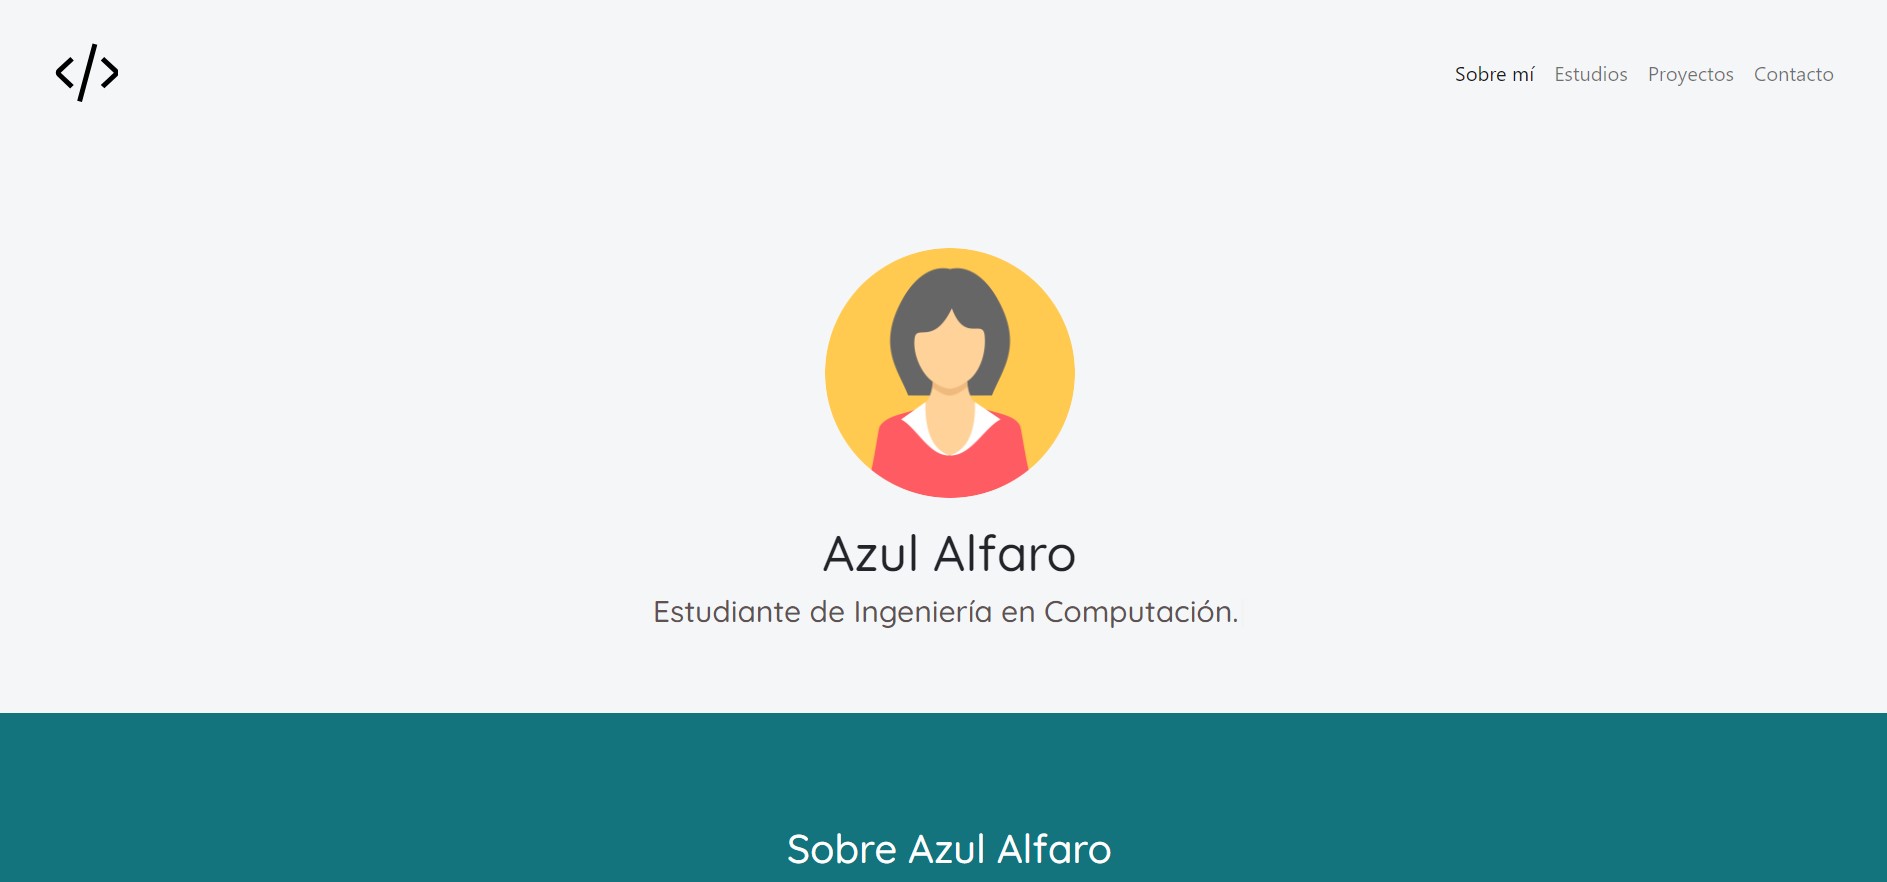 </>
Sobre mí Estudios Proyectos Contacto
Azul Alfaro
Estudiante de Ingeniería en Computación.
Sobre Azul Alfaro